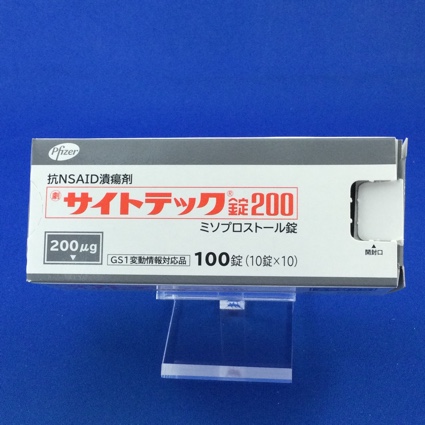 Pfizer
抗NSAID潰瘍剤
劇 サイトテック®錠200
ミソプロストール錠
200μg
▼
GS1変動情報対応品 100錠(10錠×10)
▲
開封口